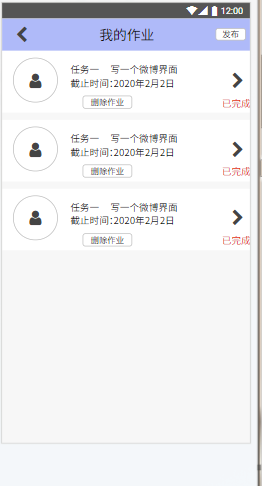 12:00
我的作业 发布
任务一 写一个微博界面
截止时间:2020年2月2日
删除作业 已完成
任务一 写一个微博界面
截止时间:2020年2月2日
删除作业 已完成
任务一 写一个微博界面
截止时间:2020年2月2日
删除作业 已完成